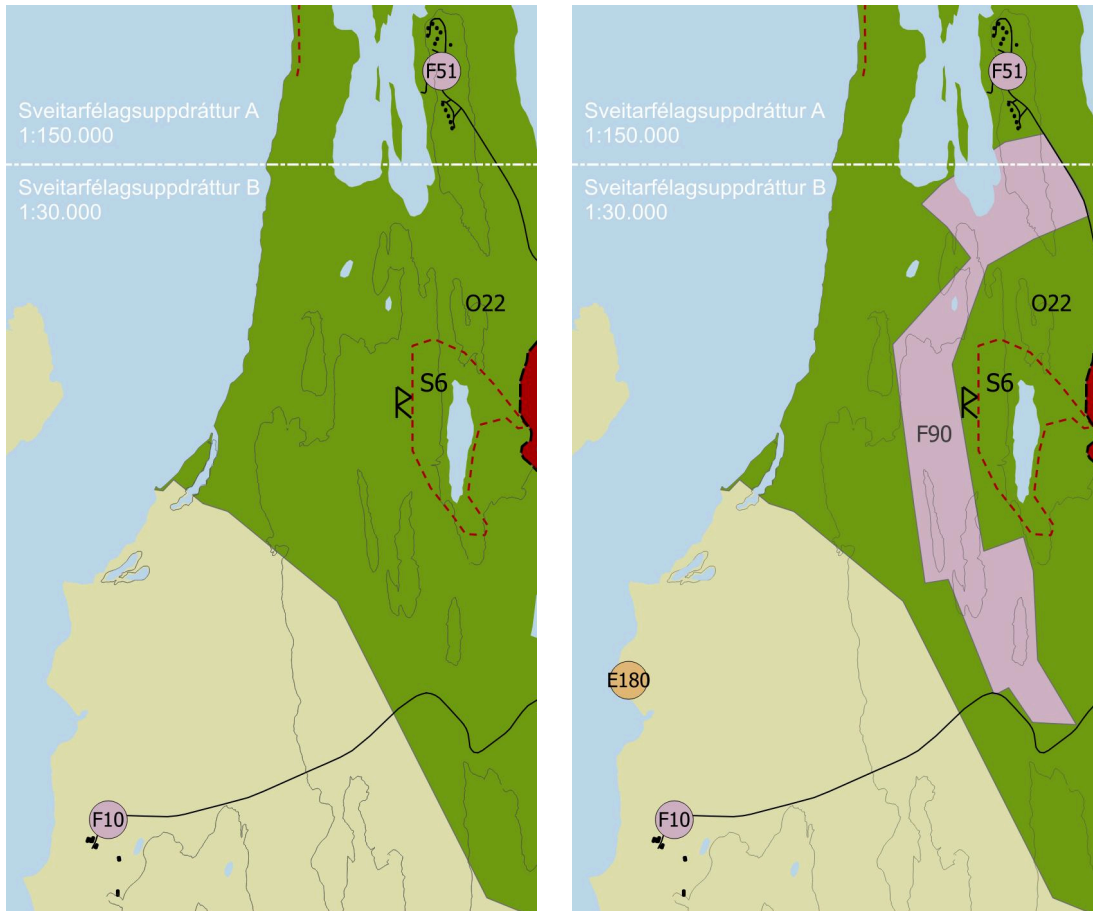 F51
Sveitarfélagsuppdráttur A
1:150.000
Sveitarfélagsuppdráttur B
1:30.000
O22
S6
F10
F51
Sveitarfélagsuppdráttur A
1:150.000
Sveitarfélagsuppdráttur B
1:30.000
O22
S6
F90
E180
F10